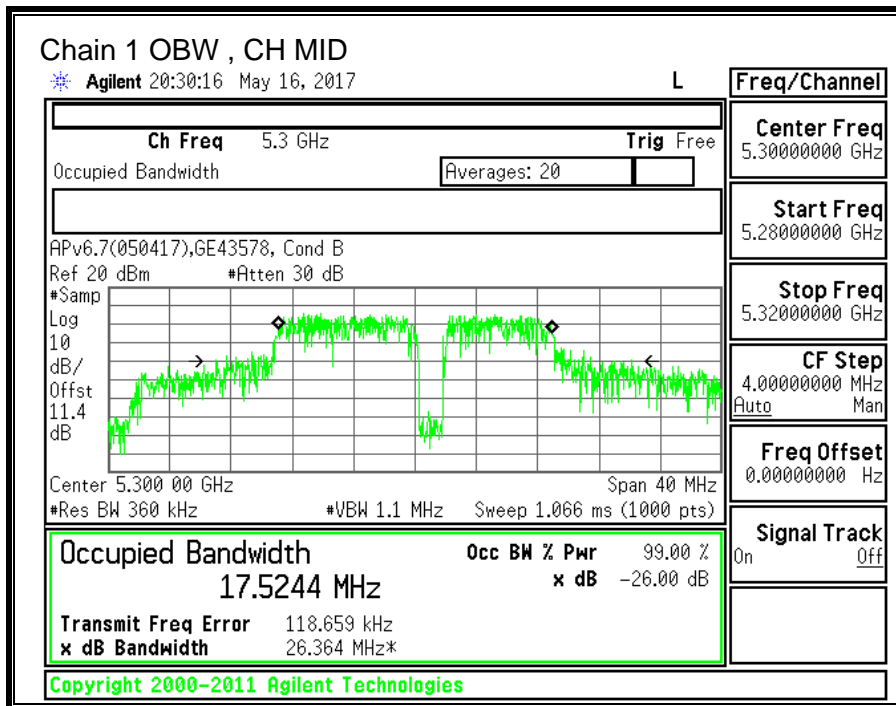 Chain 1 OBW , CH MID
Agilent 20:30:16 May 16, 2017 L
Freq/Channel
Ch Freq 5.3 GHz Trig Free
Occupied Bandwidth Averages: 20
APv6.7(050417),GE43578, Cond B
Ref 20 dBm #Atten 30 dB
#Samp
Log
10
dB/
Offst
11.4
dB
Center 5.300 00 GHz Span 40 MHz
#Res BW 360 kHz #VBW 1.1 MHz Sweep 1.066 ms (1000 pts)
Occupied Bandwidth Occ BW % Pwr 99.00 %
17.5244 MHz x dB -26.00 dB
Transmit Freq Error 118.659 kHz
x dB Bandwidth 26.364 MHz*
Center Freq
5.30000000 GHz
Start Freq
5.28000000 GHz
Stop Freq
5.32000000 GHz
CF Step
4.00000000 MHz
Auto Man
Freq Offset
0.00000000 Hz
Signal Track
On Off
Copyright 2000-2011 Agilent Technologies